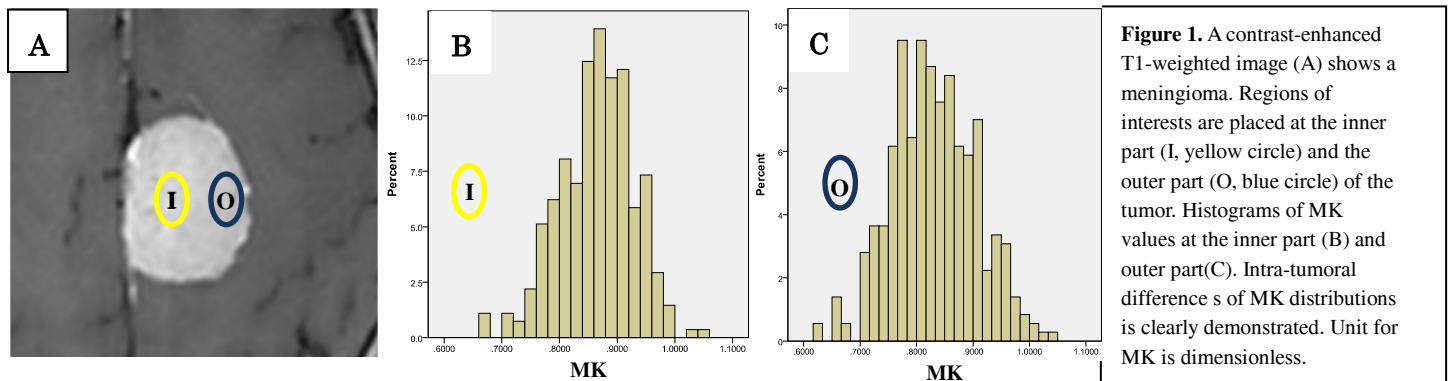 A
I
O
B
Percent
12.5
10.0
7.5
5.0
2.5
0.0
I
.6000 .7000 .8000 .9000 1.0000 1.1000
MK
C
Percent
10
8
6
4
2
0
O
.6000 .7000 .8000 .9000 1.0000 1.1000
MK
Figure 1. A contrast-enhanced
T1-weighted image (A) shows a
meningioma. Regions of
interests are placed at the inner
part (I, yellow circle) and the
outer part (O, blue circle) of the
tumor. Histograms of MK
values at the inner part (B) and
outer part(C). Intra-tumoral
difference s of MK distributions
is clearly demonstrated. Unit for
MK is dimensionless.